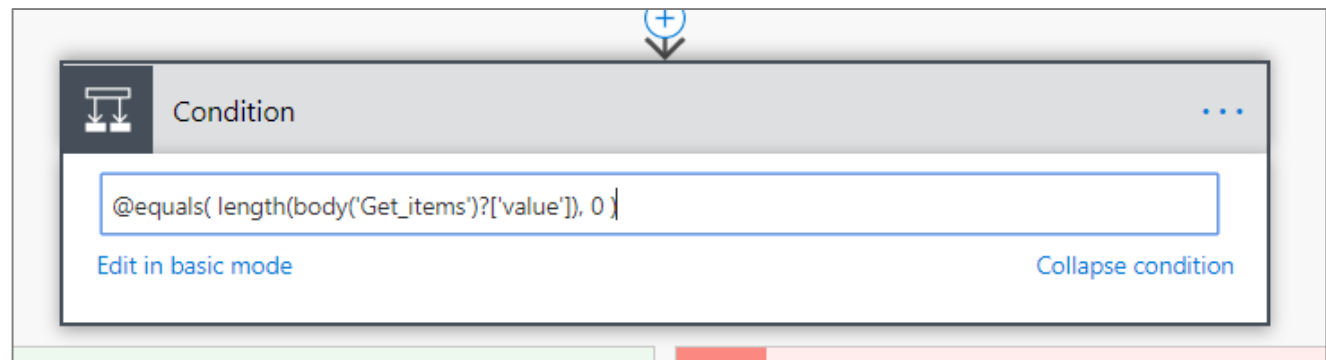 Condition
@equals( length(body('Get_items')?['value']), 0 )
Edit in basic mode
Collapse condition